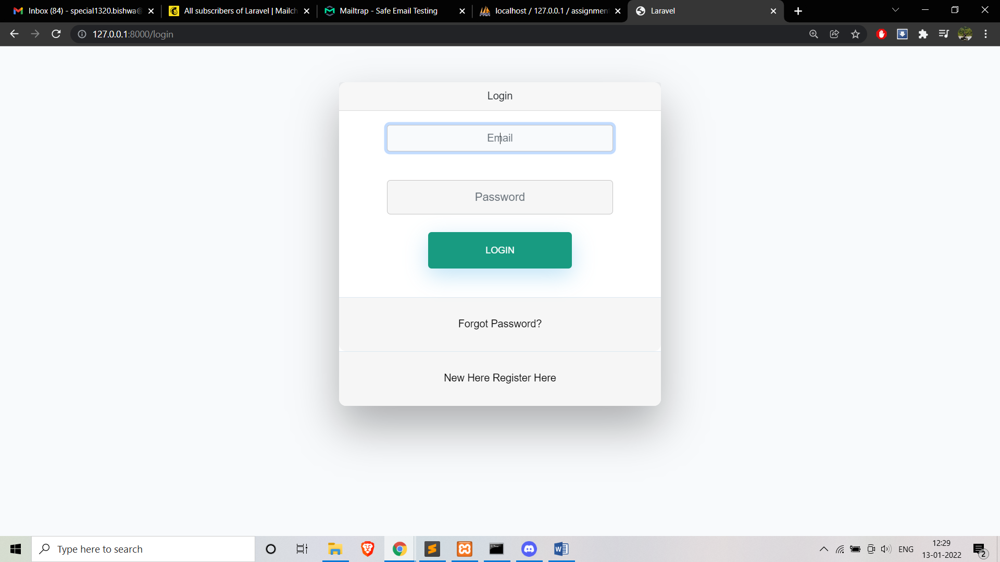 Inbox (84) - special1320.bishwa@
All subscribers of Laravel | Mailch
Mailtrap - Safe Email Testing
localhost / 127.0.0.1 / assignment
Laravel
127.0.0.1:8000/login
Login
Email
Password
LOGIN
Forgot Password?
New Here Register Here
Type here to search
ENG
12:29
13-01-2022
2